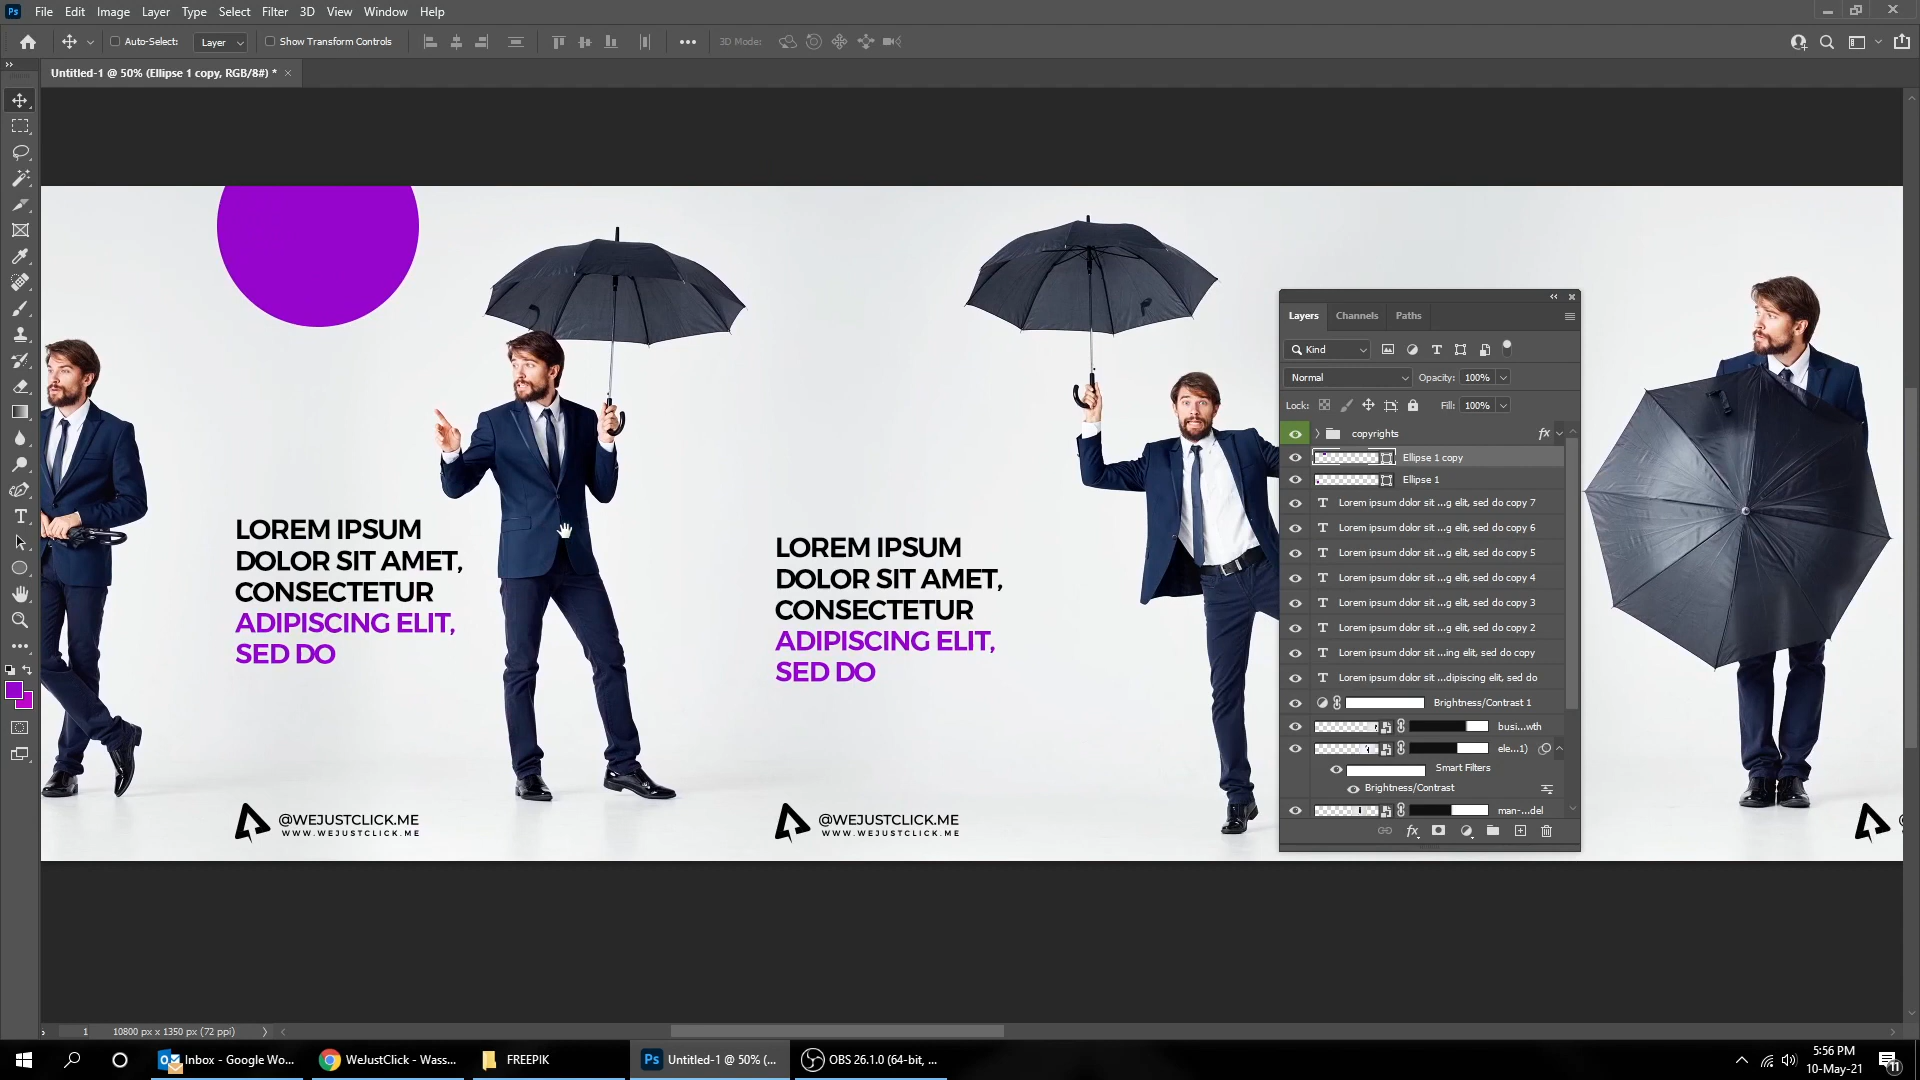 Ps File Edit Image Layer Type Select Filter 3D View Window Help
Auto-Select: Layer Show Transform Controls 3D Mode:
Untitled-1 @ 50% (Ellipse 1 copy, RGB/8#) *
LOREM IPSUM
DOLOR SIT AMET,
CONSECTETUR
ADIPISCING ELIT,
SED DO
@WEJUSTCLICK.ME
WWW.WEJUSTCLICK.ME
LOREM IPSUM
DOLOR SIT AMET,
CONSECTETUR
ADIPISCING ELIT,
SED DO
@WEJUSTCLICK.ME
WWW.WEJUSTCLICK.ME
Layers Channels Paths
Kind
Normal Opacity: 100%
Lock: Fill: 100%
copyrights fx
Ellipse 1 copy
Ellipse 1
T Lorem ipsum dolor sit ...g elit, sed do copy 7
T Lorem ipsum dolor sit ...g elit, sed do copy 6
T Lorem ipsum dolor sit ...g elit, sed do copy 5
T Lorem ipsum dolor sit ...g elit, sed do copy 4
T Lorem ipsum dolor sit ...g elit, sed do copy 3
T Lorem ipsum dolor sit ...g elit, sed do copy 2
T Lorem ipsum dolor sit ...ing elit, sed do copy
T Lorem ipsum dolor sit ...dipiscing elit, sed do
Brightness/Contrast 1
busi...wth
ele...1)
Smart Filters
Brightness/Contrast
man-...del
fx
1 10800 px x 1350 px (72 ppi)
Inbox - Google Wo... WeJustClick - Wass... FREEPIK Ps Untitled-1 @ 50% (... OBS 26.1.0 (64-bit, ...
5:56 PM
10-May-21
11